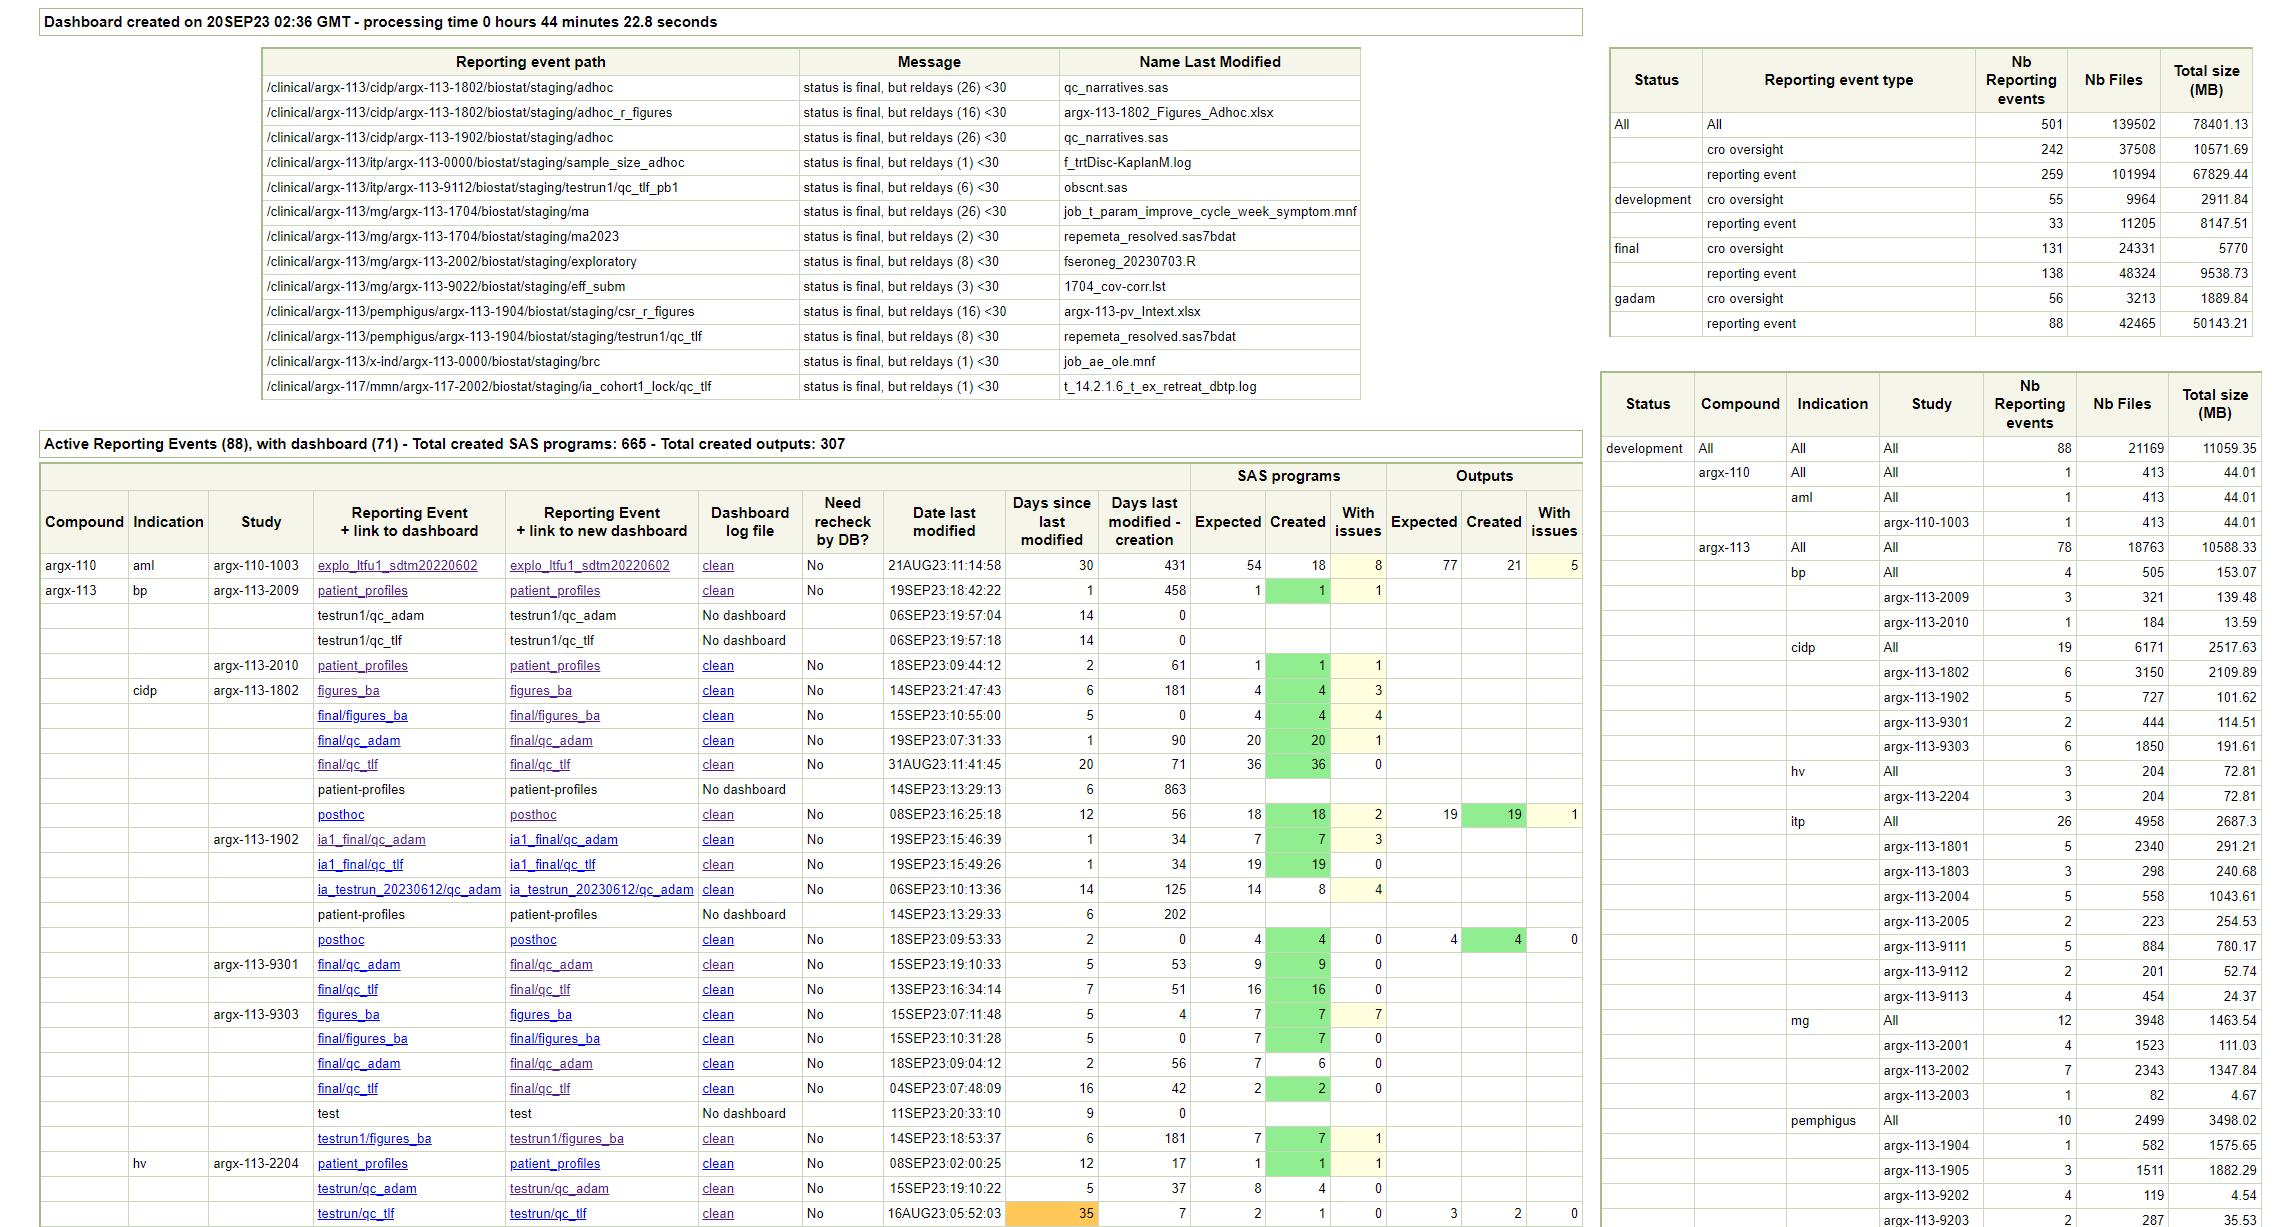 Dashboard created on 20SEP23 02:36 GMT - processing time 0 hours 44 minutes 22.8 seconds
Reporting event path Message Name Last Modified
/clinical/argx-113/cidp/argx-113-1802/biostat/staging/adhoc status is final, but reldays (26) <30 qc_narratives.sas
/clinical/argx-113/cidp/argx-113-1802/biostat/staging/adhoc_r_figures status is final, but reldays (16) <30 argx-113-1802_Figures_Adhoc.xlsx
/clinical/argx-113/cidp/argx-113-1902/biostat/staging/adhoc status is final, but reldays (26) <30 qc_narratives.sas
/clinical/argx-113/itp/argx-113-0000/biostat/staging/sample_size_adhoc status is final, but reldays (1) <30 f_trtDisc-KaplanM.log
/clinical/argx-113/itp/argx-113-9112/biostat/staging/testrun1/qc_tlf_pb1 status is final, but reldays (6) <30 obscnt.sas
/clinical/argx-113/mg/argx-113-1704/biostat/staging/ma status is final, but reldays (26) <30 job_t_param_improve_cycle_week_symptom.mnf
/clinical/argx-113/mg/argx-113-1704/biostat/staging/ma2023 status is final, but reldays (2) <30 repemeta_resolved.sas7bdat
/clinical/argx-113/mg/argx-113-2002/biostat/staging/exploratory status is final, but reldays (8) <30 fseroneg_20230703.R
/clinical/argx-113/mg/argx-113-9022/biostat/staging/eff_subm status is final, but reldays (3) <30 1704_cov-corr.lst
/clinical/argx-113/pemphigus/argx-113-1904/biostat/staging/csr_r_figures status is final, but reldays (16) <30 argx-113-pv_Intext.xlsx
/clinical/argx-113/pemphigus/argx-113-1904/biostat/staging/testrun1/qc_tlf status is final, but reldays (8) <30 repemeta_resolved.sas7bdat
/clinical/argx-113/x-ind/argx-113-0000/biostat/staging/brc status is final, but reldays (1) <30 job_ae_ole.mnf
/clinical/argx-117/mmn/argx-117-2002/biostat/staging/ia_cohort1_lock/qc_tlf status is final, but reldays (1) <30 t_14.2.1.6_t_ex_retreat_dbtp.log
Active Reporting Events (88), with dashboard (71) - Total created SAS programs: 665 - Total created outputs: 307
SAS programs Outputs
Compound Indication Study Reporting Event + link to dashboard Reporting Event + link to new dashboard Dashboard log file Need recheck by DB? Date last modified Days since last modified Days last modified - creation Expected Created With issues Expected Created With issues
argx-110 aml argx-110-1003 explo_ltfu1_sdtm20220602 explo_ltfu1_sdtm20220602 clean No 21AUG23:11:14:58 30 431 54 18 8 77 21 5
argx-113 bp argx-113-2009 patient_profiles patient_profiles clean No 19SEP23:18:42:22 1 458 1 1 1
testrun1/qc_adam testrun1/qc_adam No dashboard 06SEP23:19:57:04 14 0
testrun1/qc_tlf testrun1/qc_tlf No dashboard 06SEP23:19:57:18 14 0
argx-113-2010 patient_profiles patient_profiles clean No 18SEP23:09:44:12 2 61 1 1 1
cidp argx-113-1802 figures_ba figures_ba clean No 14SEP23:21:47:43 6 181 4 4 3
final/figures_ba final/figures_ba clean No 15SEP23:10:55:00 5 0 4 4 4
final/qc_adam final/qc_adam clean No 19SEP23:07:31:33 1 90 20 20 1
final/qc_tlf final/qc_tlf clean No 31AUG23:11:41:45 20 71 36 36 0
patient-profiles patient-profiles No dashboard 14SEP23:13:29:13 6 863
posthoc posthoc clean No 08SEP23:16:25:18 12 56 18 18 2 19 19 1
argx-113-1902 ia1_final/qc_adam ia1_final/qc_adam clean No 19SEP23:15:46:39 1 34 7 7 3
ia1_final/qc_tlf ia1_final/qc_tlf clean No 19SEP23:15:49:26 1 34 19 19 0
ia_testrun_20230612/qc_adam ia_testrun_20230612/qc_adam clean No 06SEP23:10:13:36 14 125 14 8 4
patient-profiles patient-profiles No dashboard 14SEP23:13:29:33 6 202
posthoc posthoc clean No 18SEP23:09:53:33 2 0 4 4 0 4 4 0
argx-113-9301 final/qc_adam final/qc_adam clean No 15SEP23:19:10:33 5 53 9 9 0
final/qc_tlf final/qc_tlf clean No 13SEP23:16:34:14 7 51 16 16 0
argx-113-9303 figures_ba figures_ba clean No 15SEP23:07:11:48 5 4 7 7 7
final/figures_ba final/figures_ba clean No 15SEP23:10:31:28 5 0 7 7 0
final/qc_adam final/qc_adam clean No 18SEP23:09:04:12 2 56 7 6 0
final/qc_tlf final/qc_tlf clean No 04SEP23:07:48:09 16 42 2 2 0
test test No dashboard 11SEP23:20:33:10 9 0
testrun1/figures_ba testrun1/figures_ba clean No 14SEP23:18:53:37 6 181 7 7 1
hv argx-113-2204 patient_profiles patient_profiles clean No 08SEP23:02:00:25 12 17 1 1 1
testrun/qc_adam testrun/qc_adam clean No 15SEP23:19:10:22 5 37 8 4 0
testrun/qc_tlf testrun/qc_tlf clean No 16AUG23:05:52:03 35 7 2 1 0 3 2 0
Status Reporting event type Nb Reporting events Nb Files Total size (MB)
All All 501 139502 78401.13
cro oversight 242 37508 10571.69
reporting event 259 101994 67829.44
development cro oversight 55 9964 2911.84
reporting event 33 11205 8147.51
final cro oversight 131 24331 5770
reporting event 138 48324 9538.73
gadam cro oversight 56 3213 1889.84
reporting event 88 42465 50143.21
Status Compound Indication Study Nb Reporting events Nb Files Total size (MB)
development All All All 88 21169 11059.35
argx-110 All All 1 413 44.01
aml All 1 413 44.01
argx-110-1003 1 413 44.01
argx-113 All All 78 18763 10588.33
bp All 4 505 153.07
argx-113-2009 3 321 139.48
argx-113-2010 1 184 13.59
cidp All 19 6171 2517.63
argx-113-1802 6 3150 2109.89
argx-113-1902 5 727 101.62
argx-113-9301 2 444 114.51
argx-113-9303 6 1850 191.61
hv All 3 204 72.81
argx-113-2204 3 204 72.81
itp All 26 4958 2687.3
argx-113-1801 5 2340 291.21
argx-113-1803 3 298 240.68
argx-113-2004 5 558 1043.61
argx-113-2005 2 223 254.53
argx-113-9111 5 884 780.17
argx-113-9112 2 201 52.74
argx-113-9113 4 454 24.37
mg All 12 3948 1463.54
argx-113-2001 4 1523 111.03
argx-113-2002 7 2343 1347.84
argx-113-2003 1 82 4.67
pemphigus All 10 2499 3498.02
argx-113-1904 1 582 1575.65
argx-113-1905 3 1511 1882.29
argx-113-9202 4 119 4.54
argx-113-9203 2 287 35.53